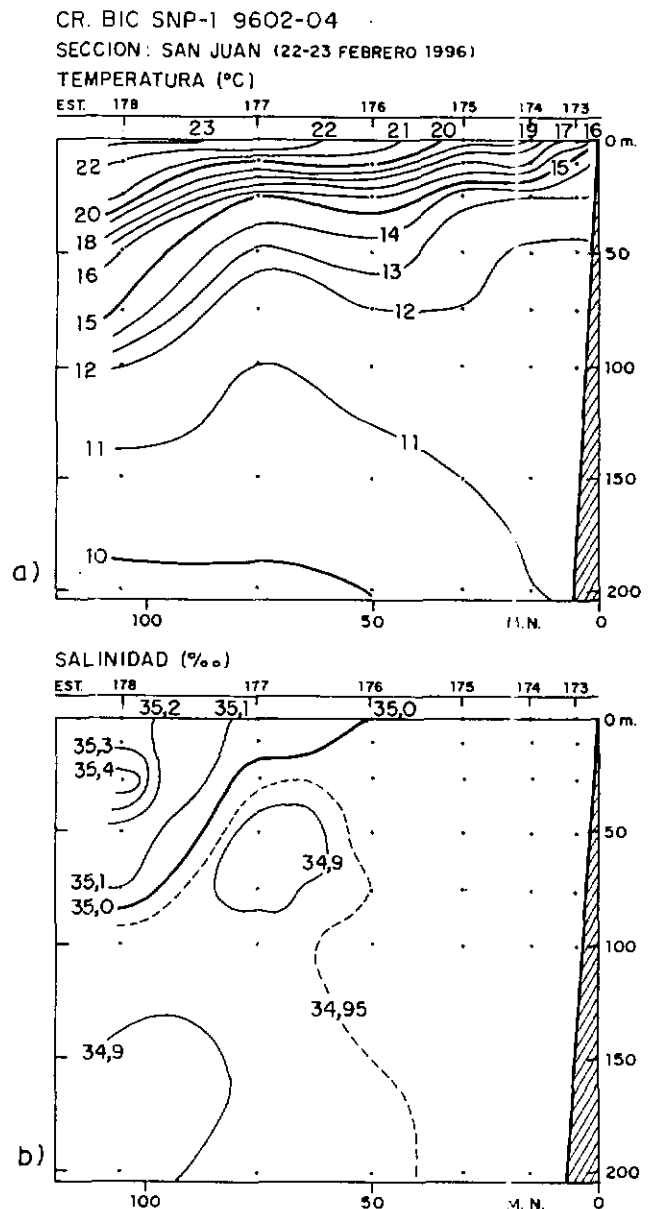 CR. BIC SNP-1 9602-04
SECCION: SAN JUAN (22-23 FEBRERO 1996)
TEMPERATURA (°C)
EST. 178 177 176 175 174 173
23 22 21 20 19 17 16 0 m.
22 15
20
18 14
16 13 50
15 12
12 100
11 11
150
10
a) 200
100 50 M.N. 0
SALINIDAD (‰)
EST. 178 177 176 175 174 173
35,2 35,1 35,0 0 m.
35,3
35,4
50
34,9
35,1
35,0
100
34,95
34,9 150
b) 200
100 50 M.N. 0